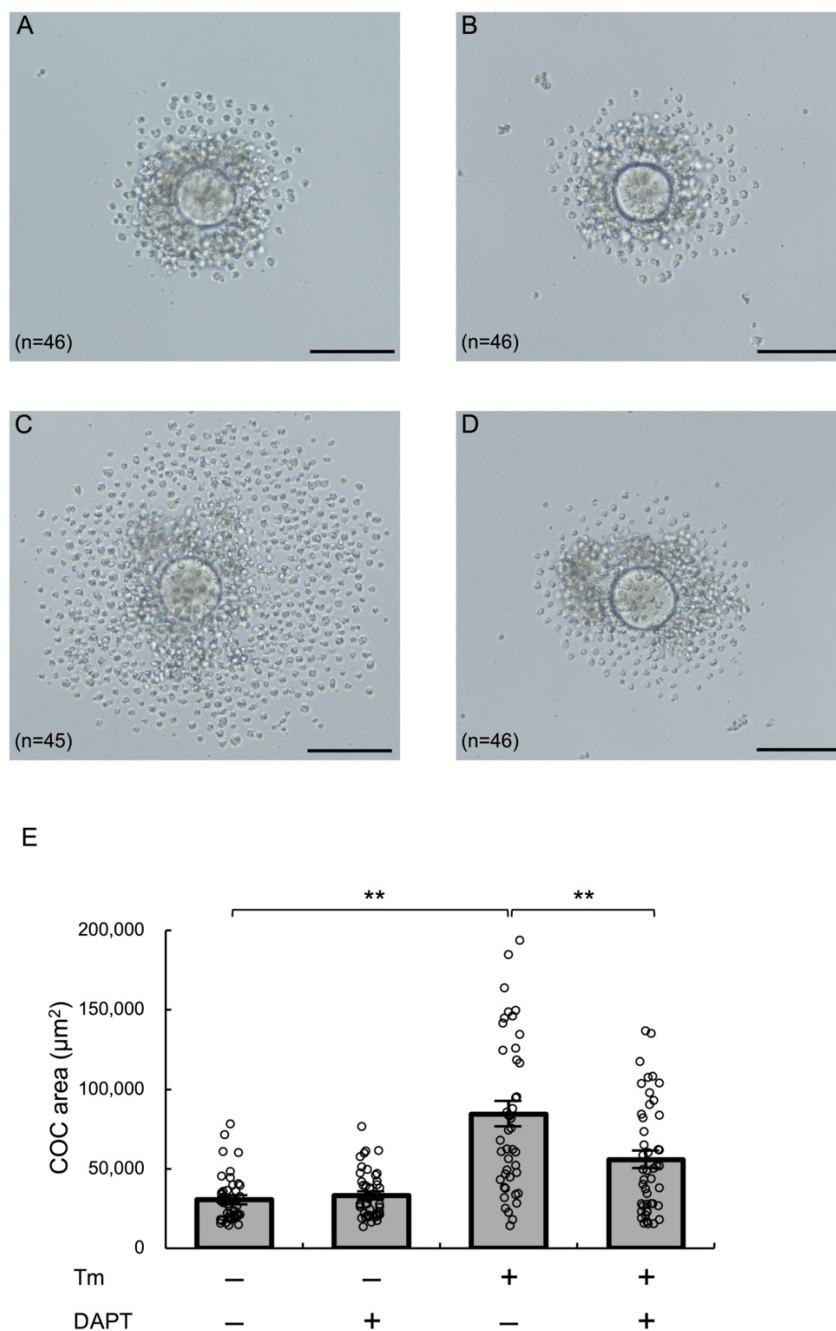 A
B
(n=46)
(n=46)
C
D
(n=45)
(n=46)
E
** **
200,000
150,000
100,000
50,000
0
COC area (µm²)
Tm – – + +
DAPT – + – +